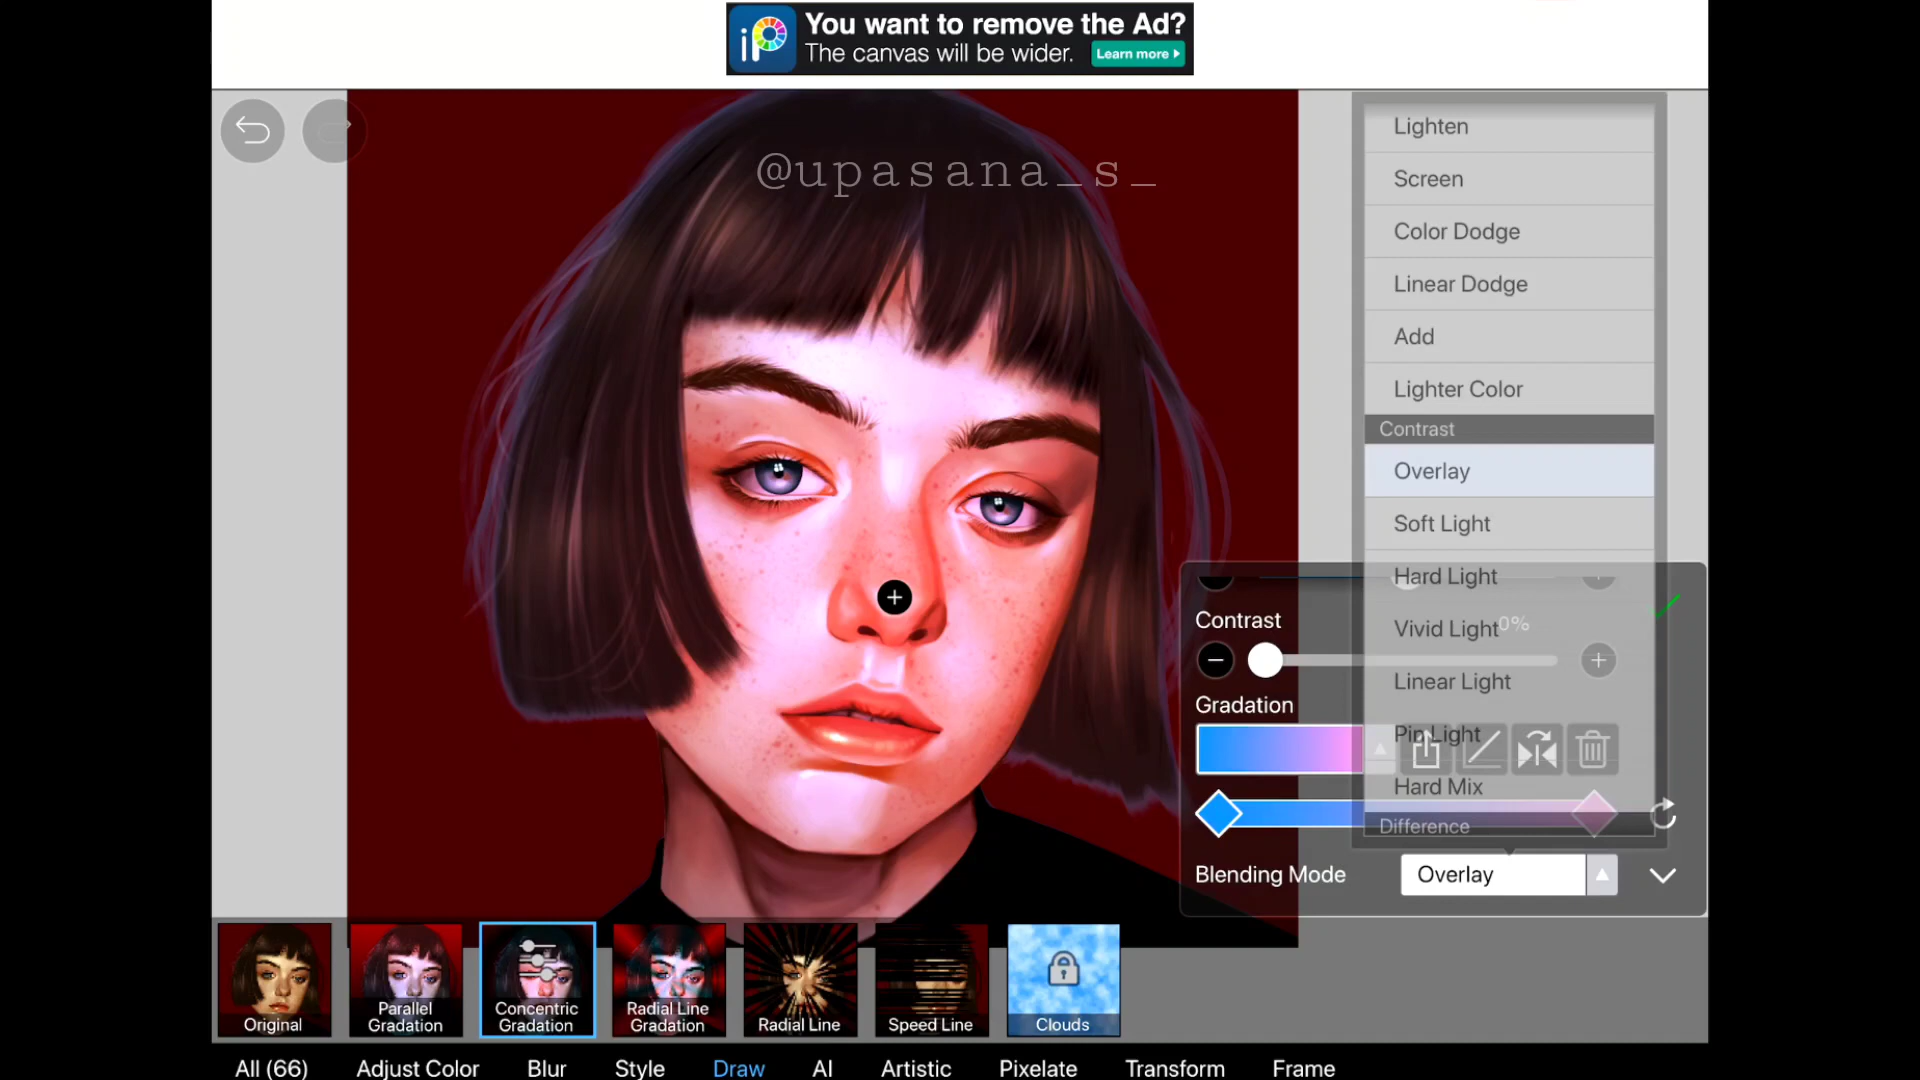 You want to remove the Ad?
The canvas will be wider.
Learn more
iP
@upasana_s_
Lighten
Screen
Color Dodge
Linear Dodge
Add
Lighter Color
Contrast
Overlay
Soft Light
Hard Light
Vivid Light
Linear Light
Pin Light
Hard Mix
Difference
Contrast
0%
Gradation
Blending Mode
Overlay
Original
Parallel
Gradation
Concentric
Gradation
Radial Line
Gradation
Radial Line
Speed Line
Clouds
All (66)
Adjust Color
Blur
Style
Draw
AI
Artistic
Pixelate
Transform
Frame